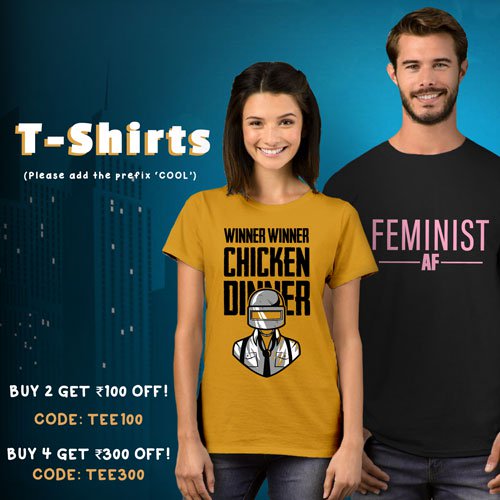 T-Shirts
(Please add the prefix 'COOL')
BUY 2 GET ₹100 OFF!
CODE: TEE100
BUY 4 GET ₹300 OFF!
CODE: TEE300
WINNER WINNER
CHICKEN
DINNER
FEMINIST
AF